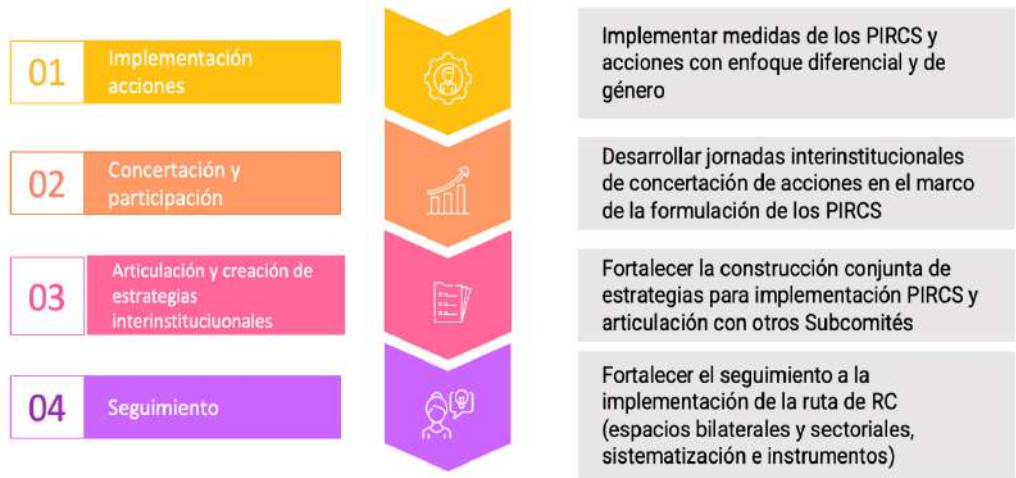 01
Implementación
acciones
Implementar medidas de los PIRCS y
acciones con enfoque diferencial y de
género
02
Concertación y
participación
Desarrollar jornadas interinstitucionales
de concertación de acciones en el marco
de la formulación de los PIRCS
03
Articulación y creación de
estrategias
interinstituciuonales
Fortalecer la construcción conjunta de
estrategias para implementación PIRCS y
articulación con otros Subcomités
04
Seguimiento
Fortalecer el seguimiento a la
implementación de la ruta de RC
(espacios bilaterales y sectoriales,
sistematización e instrumentos)